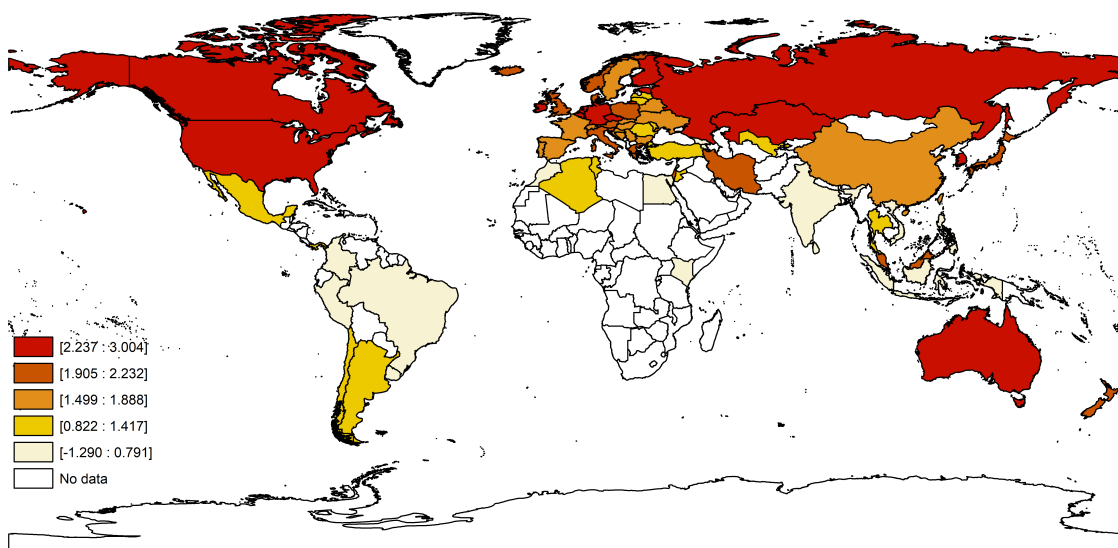 [2.237 : 3.004]
[1.905 : 2.232]
[1.499 : 1.888]
[0.822 : 1.417]
[-1.290 : 0.791]
No data